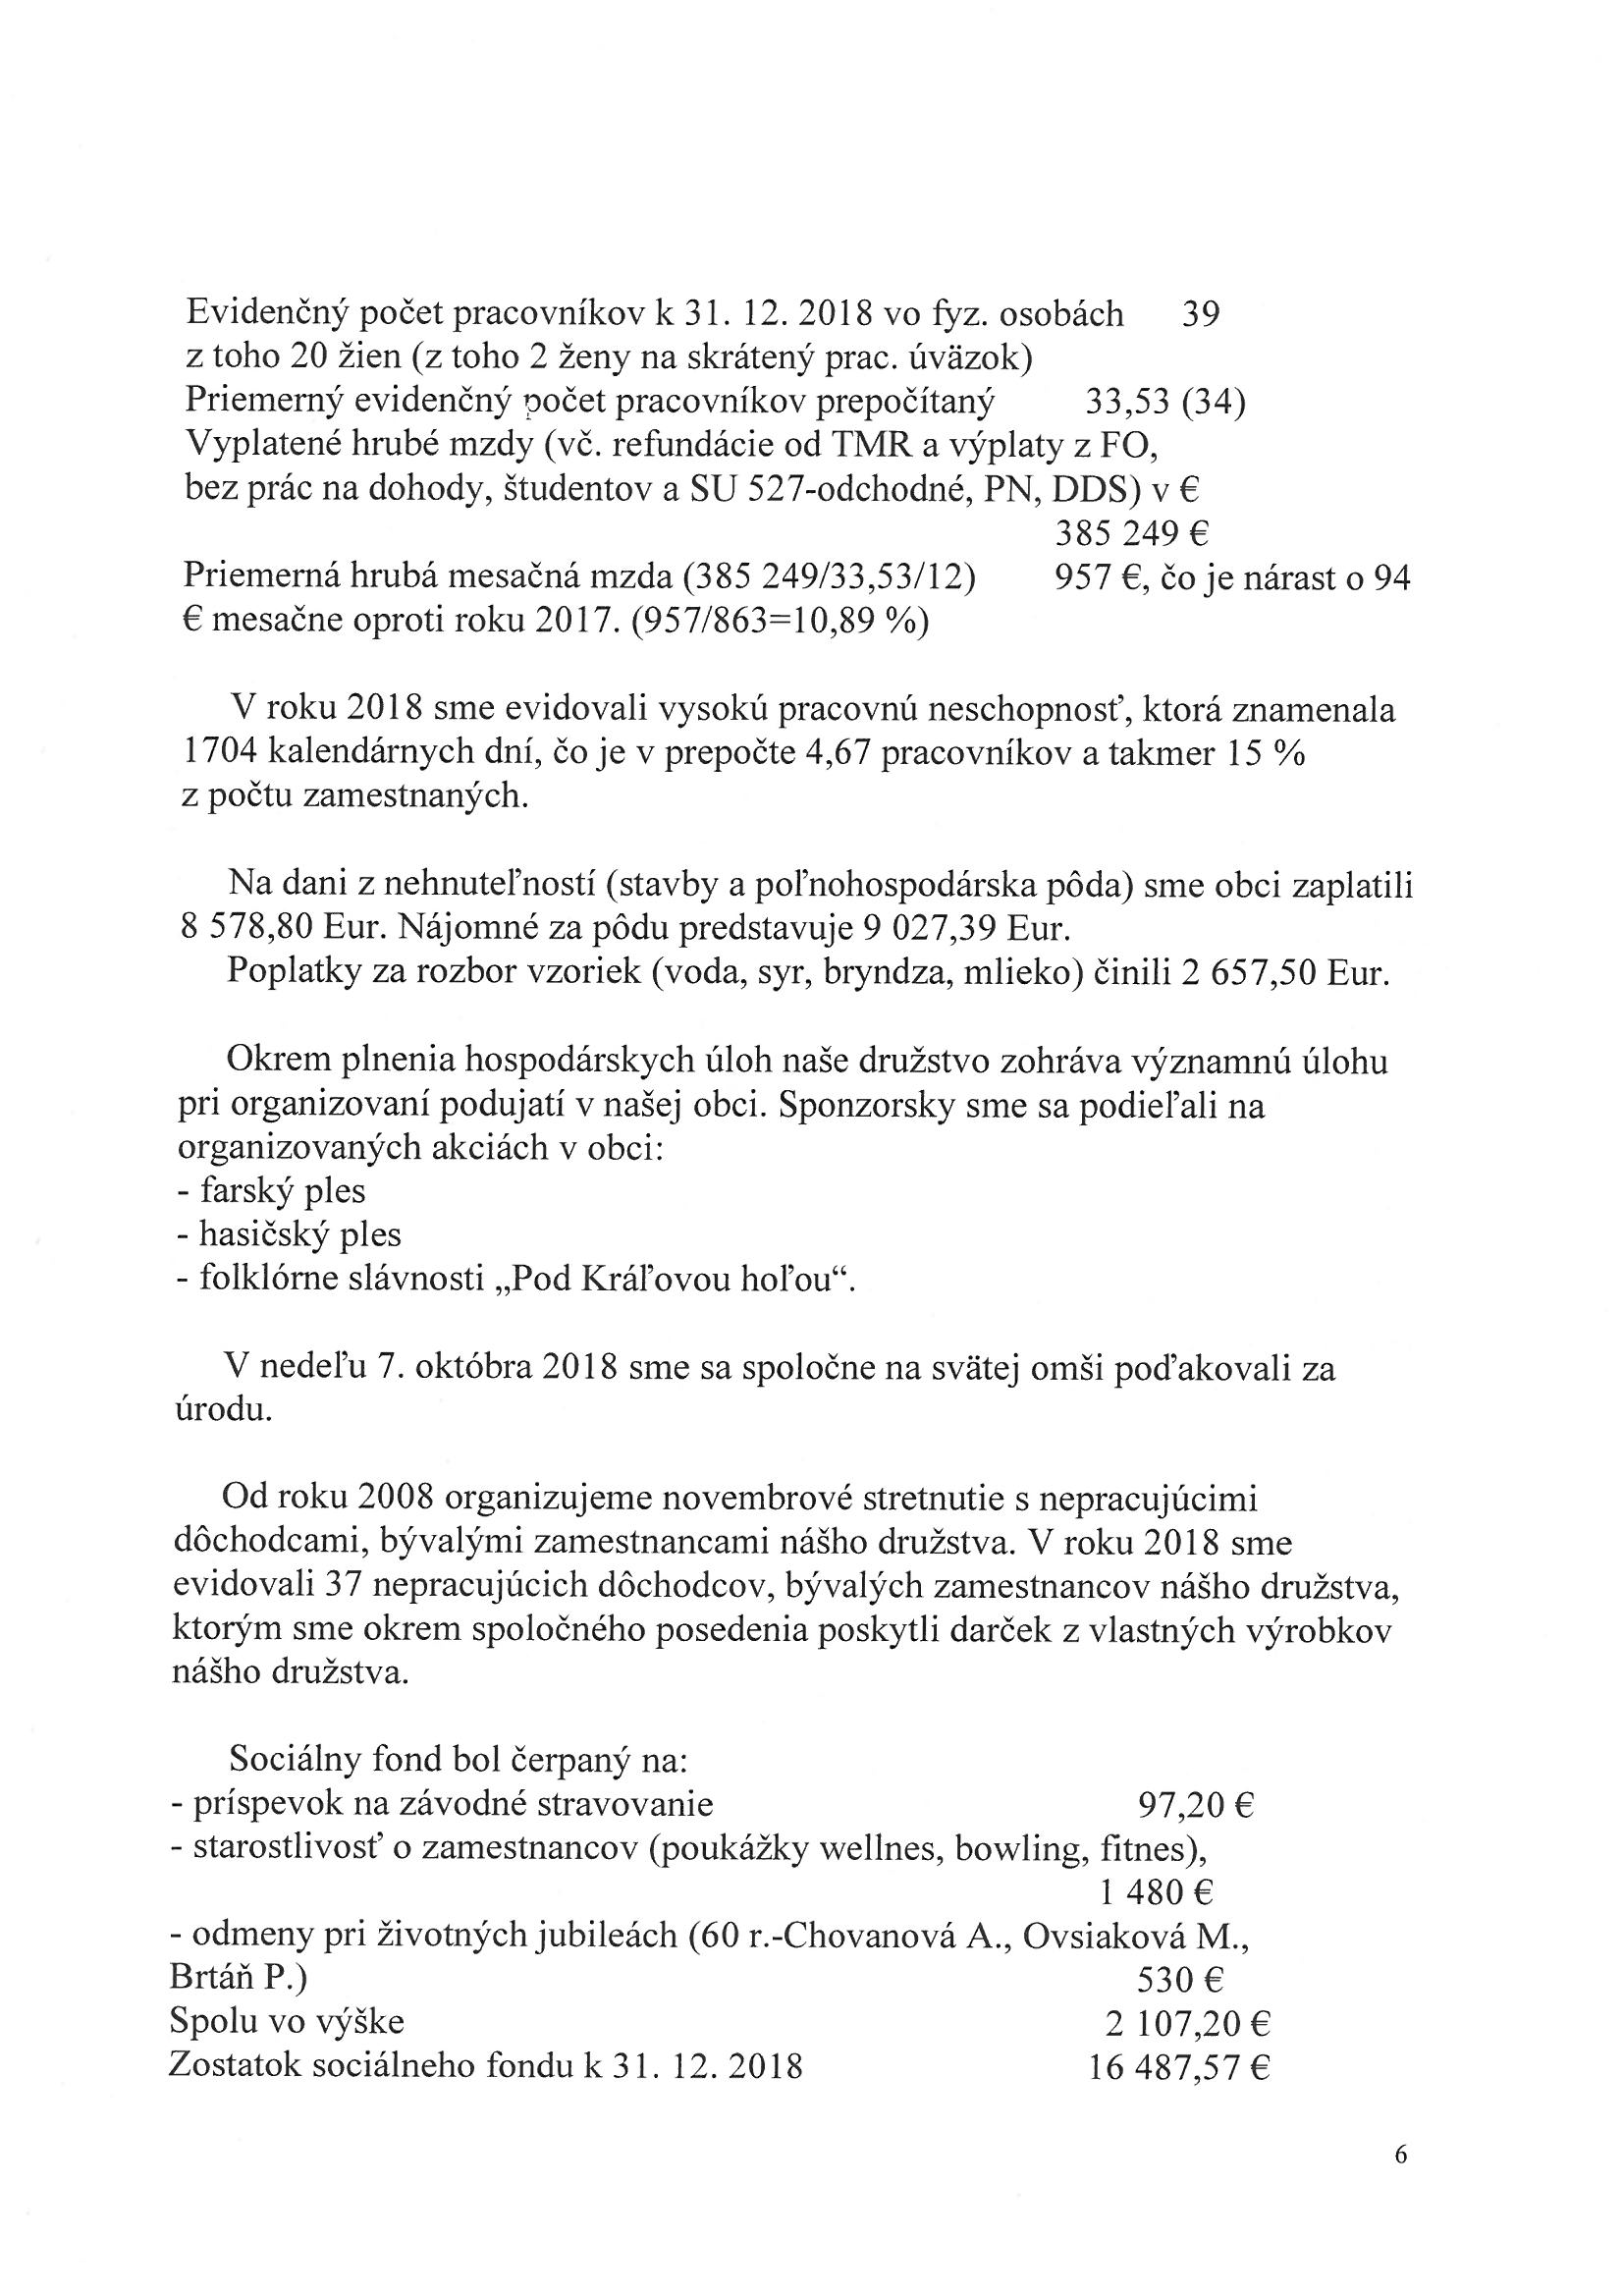 Evidenčný počet pracovníkov k 31. 12. 2018 vo fyz. osobách 39
z toho 20 žien (z toho 2 ženy na skrátený prac. úväzok)
Priemerný evidenčný počet pracovníkov prepočítaný 33,53 (34)
Vyplatené hrubé mzdy (vč. refundácie od TMR a výplaty z FO,
bez prác na dohody, študentov a SU 527-odchodné, PN, DDS) v €
385 249 €
Priemerná hrubá mesačná mzda (385 249/33,53/12) 957 €, čo je nárast o 94
€ mesačne oproti roku 2017. (957/863=10,89 %)
V roku 2018 sme evidovali vysokú pracovnú neschopnosť, ktorá znamenala
1704 kalendárnych dní, čo je v prepočte 4,67 pracovníkov a takmer 15 %
z počtu zamestnaných.
Na dani z nehnuteľností (stavby a poľnohospodárska pôda) sme obci zaplatili
8 578,80 Eur. Nájomné za pôdu predstavuje 9 027,39 Eur.
Poplatky za rozbor vzoriek (voda, syr, bryndza, mlieko) činili 2 657,50 Eur.
Okrem plnenia hospodárskych úloh naše družstvo zohráva významnú úlohu
pri organizovaní podujatí v našej obci. Sponzorsky sme sa podieľali na
organizovaných akciách v obci:
- farský ples
- hasičský ples
- folklórne slávnosti „Pod Kráľovou hoľou“.
V nedeľu 7. októbra 2018 sme sa spoločne na svätej omši poďakovali za
úrodu.
Od roku 2008 organizujeme novembrové stretnutie s nepracujúcimi
dôchodcami, bývalými zamestnancami nášho družstva. V roku 2018 sme
evidovali 37 nepracujúcich dôchodcov, bývalých zamestnancov nášho družstva,
ktorým sme okrem spoločného posedenia poskytli darček z vlastných výrobkov
nášho družstva.
Sociálny fond bol čerpaný na:
- príspevok na závodné stravovanie 97,20 €
- starostlivosť o zamestnancov (poukážky wellnes, bowling, fitnes),
1 480 €
- odmeny pri životných jubileách (60 r.-Chovanová A., Ovsiaková M.,
Brtáň P.) 530 €
Spolu vo výške 2 107,20 €
Zostatok sociálneho fondu k 31. 12. 2018 16 487,57 €
6